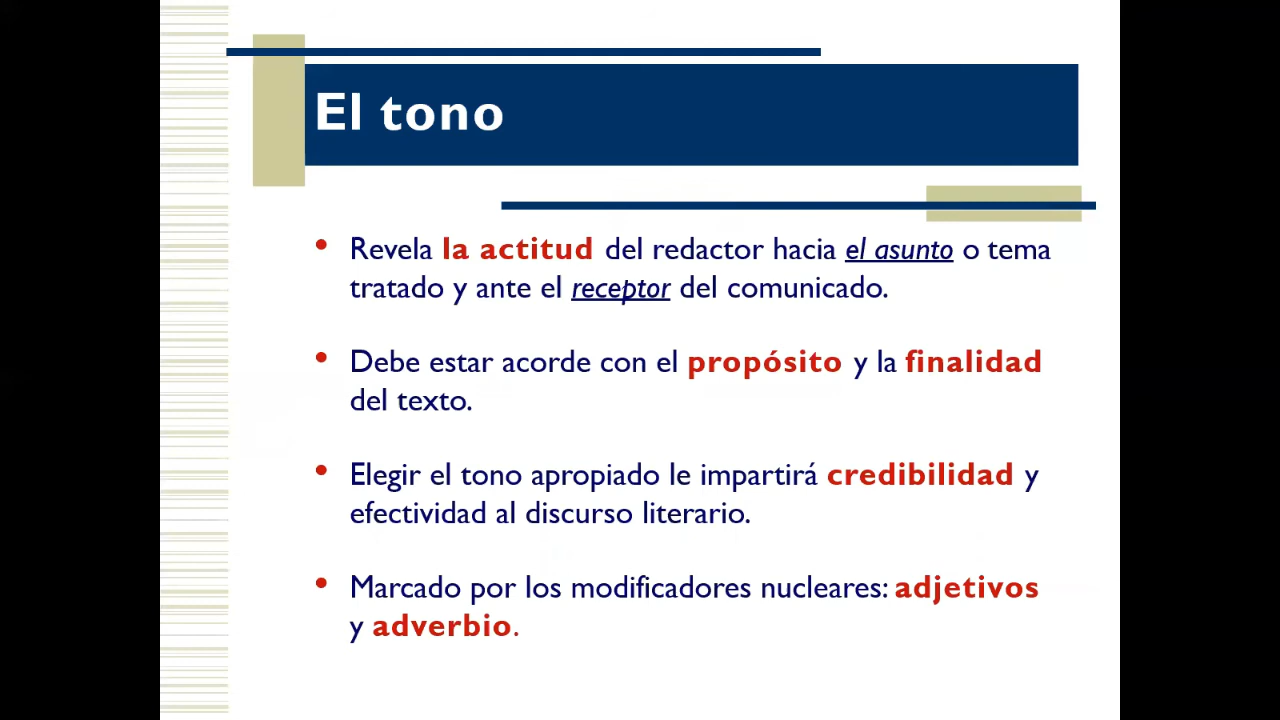 El tono
• Revela la actitud del redactor hacia el asunto o tema
tratado y ante el receptor del comunicado.
• Debe estar acorde con el propósito y la finalidad
del texto.
• Elegir el tono apropiado le impartirá credibilidad y
efectividad al discurso literario.
• Marcado por los modificadores nucleares: adjetivos
y adverbio.